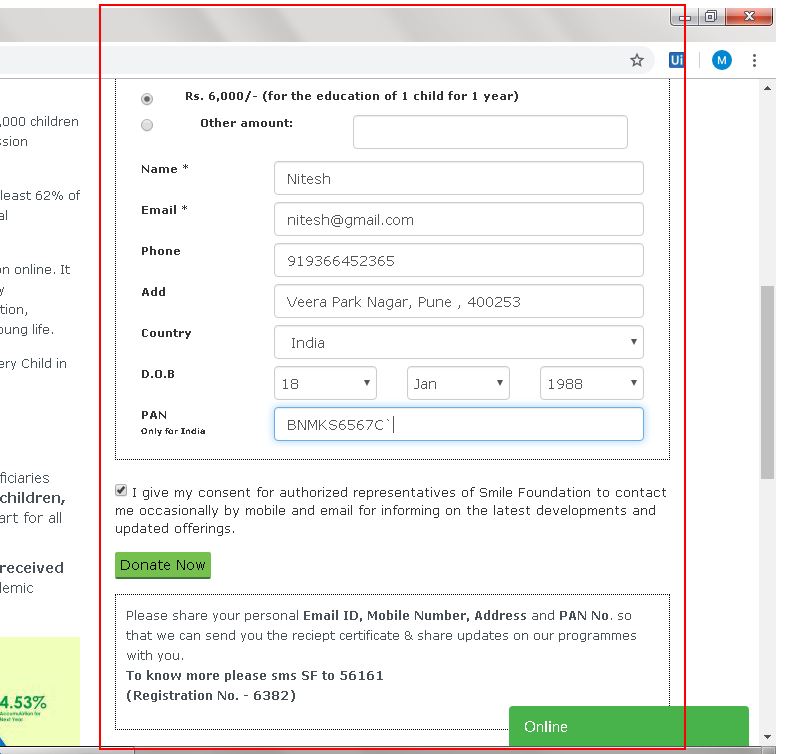 Ui
M
,000 children
ssion
least 62% of
al
on online. It
y
tion,
oung life.
ery Child in
ficiaries
children,
art for all
received
demic
4.53%
Accumulation for
Next Year
Rs. 6,000/- (for the education of 1 child for 1 year)
Other amount:
Name * Nitesh
Email * nitesh@gmail.com
Phone 919366452365
Add Veera Park Nagar, Pune , 400253
Country India
D.O.B 18 Jan 1988
PAN BNMKS6567C`
Only for India
I give my consent for authorized representatives of Smile Foundation to contact
me occasionally by mobile and email for informing on the latest developments and
updated offerings.
Donate Now
Please share your personal Email ID, Mobile Number, Address and PAN No. so
that we can send you the reciept certificate & share updates on our programmes
with you.
To know more please sms SF to 56161
(Registration No. - 6382)
Online